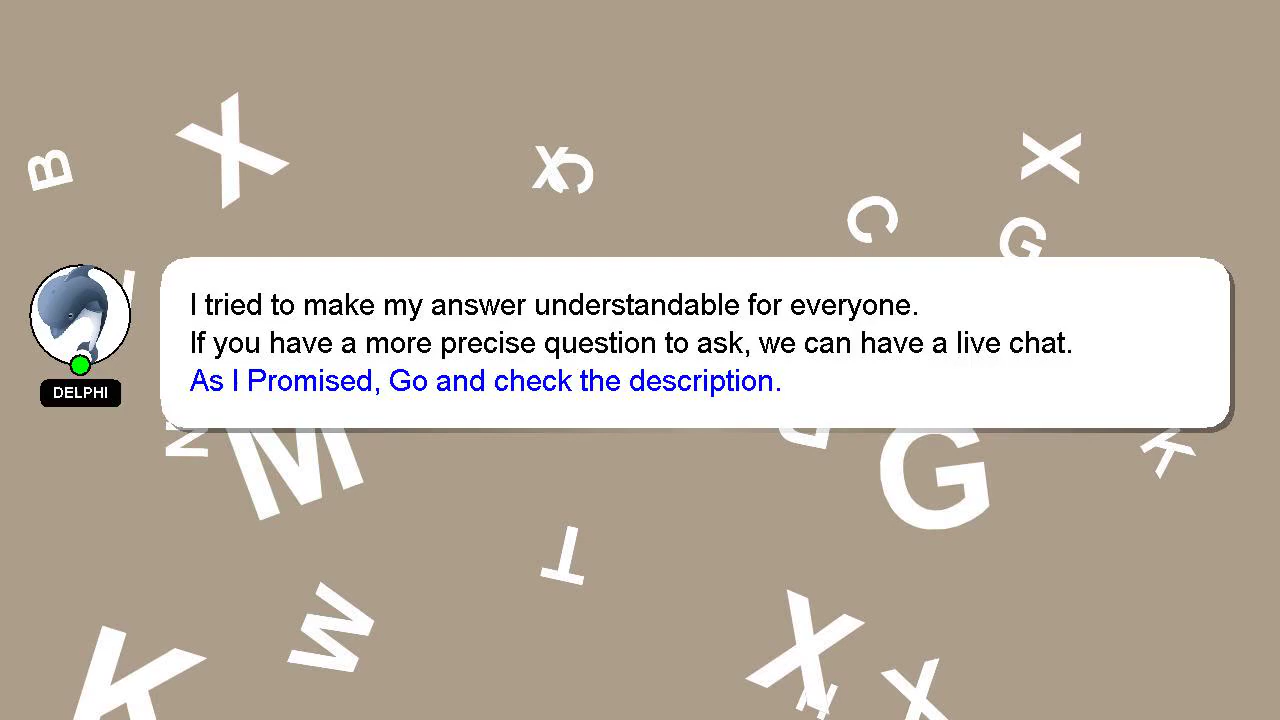 B
X
X
C
X
C
G
I tried to make my answer understandable for everyone.
If you have a more precise question to ask, we can have a live chat.
As I Promised, Go and check the description.
DELPHI
M
G
K
T
W
X
K
X